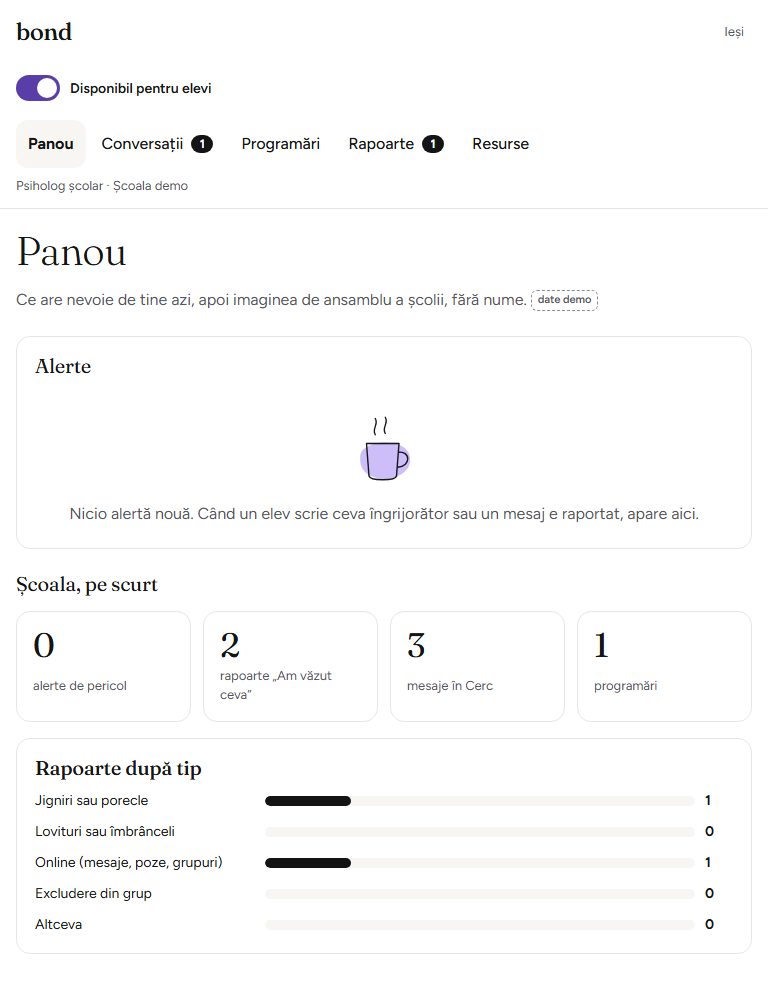 bond
Ieși
Disponibil pentru elevi
Panou
Conversații 1
Programări
Rapoarte 1
Resurse
Psiholog școlar · Școala demo
Panou
Ce are nevoie de tine azi, apoi imaginea de ansamblu a școlii, fără nume. date demo
Alerte
Nicio alertă nouă. Când un elev scrie ceva îngrijorător sau un mesaj e raportat, apare aici.
Școala, pe scurt
0
alerte de pericol
2
rapoarte „Am văzut
ceva”
3
mesaje în Cerc
1
programări
Rapoarte după tip
Jigniri sau porecle 1
Lovituri sau îmbrânceli 0
Online (mesaje, poze, grupuri) 1
Excludere din grup 0
Altceva 0